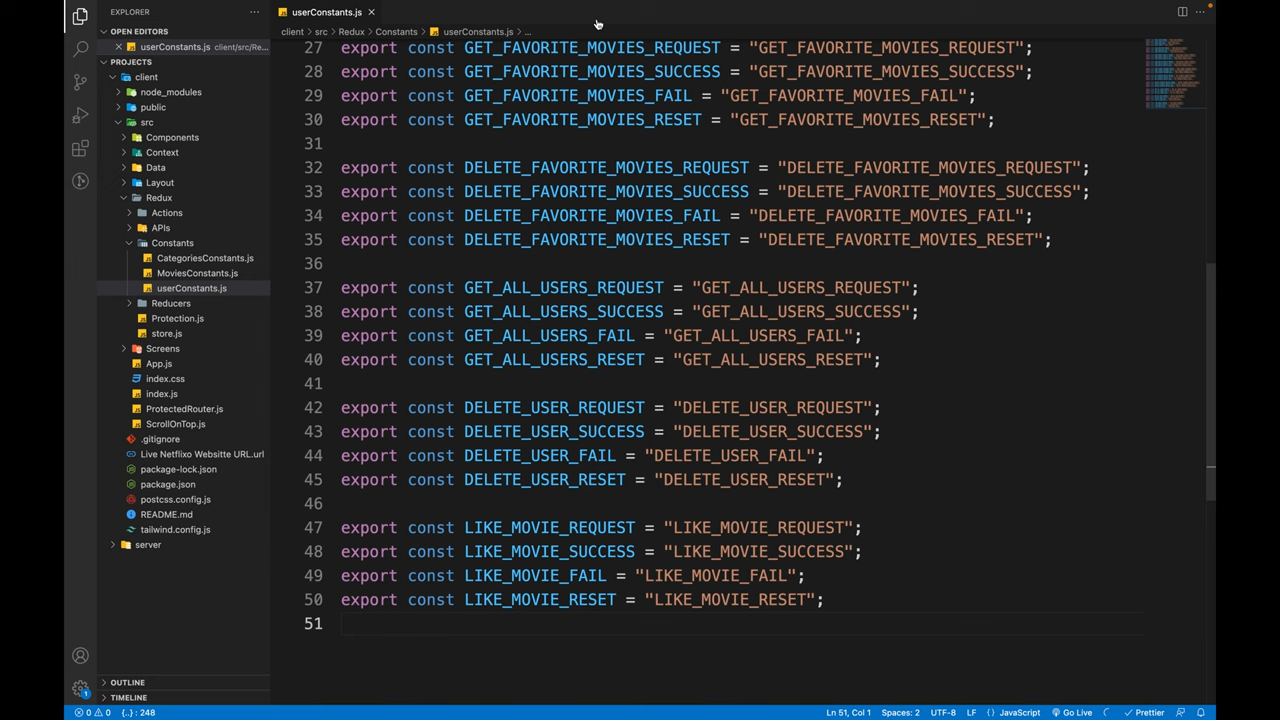 EXPLORER
OPEN EDITORS
userConstants.js client/src/Re...
PROJECTS
client
node_modules
public
src
Components
Context
Data
Layout
Redux
Actions
APIs
Constants
CategoriesConstants.js
MoviesConstants.js
userConstants.js
Reducers
Protection.js
store.js
Screens
App.js
index.css
index.js
ProtectedRouter.js
ScrollOnTop.js
.gitignore
Live Netflixo Websitte URL.url
package-lock.json
package.json
postcss.config.js
README.md
tailwind.config.js
server
OUTLINE
TIMELINE
userConstants.js
client > src > Redux > Constants > userConstants.js > ...
27 export const GET_FAVORITE_MOVIES_REQUEST = "GET_FAVORITE_MOVIES_REQUEST";
28 export const GET_FAVORITE_MOVIES_SUCCESS = "GET_FAVORITE_MOVIES_SUCCESS";
29 export const GET_FAVORITE_MOVIES_FAIL = "GET_FAVORITE_MOVIES_FAIL";
30 export const GET_FAVORITE_MOVIES_RESET = "GET_FAVORITE_MOVIES_RESET";
31
32 export const DELETE_FAVORITE_MOVIES_REQUEST = "DELETE_FAVORITE_MOVIES_REQUEST";
33 export const DELETE_FAVORITE_MOVIES_SUCCESS = "DELETE_FAVORITE_MOVIES_SUCCESS";
34 export const DELETE_FAVORITE_MOVIES_FAIL = "DELETE_FAVORITE_MOVIES_FAIL";
35 export const DELETE_FAVORITE_MOVIES_RESET = "DELETE_FAVORITE_MOVIES_RESET";
36
37 export const GET_ALL_USERS_REQUEST = "GET_ALL_USERS_REQUEST";
38 export const GET_ALL_USERS_SUCCESS = "GET_ALL_USERS_SUCCESS";
39 export const GET_ALL_USERS_FAIL = "GET_ALL_USERS_FAIL";
40 export const GET_ALL_USERS_RESET = "GET_ALL_USERS_RESET";
41
42 export const DELETE_USER_REQUEST = "DELETE_USER_REQUEST";
43 export const DELETE_USER_SUCCESS = "DELETE_USER_SUCCESS";
44 export const DELETE_USER_FAIL = "DELETE_USER_FAIL";
45 export const DELETE_USER_RESET = "DELETE_USER_RESET";
46
47 export const LIKE_MOVIE_REQUEST = "LIKE_MOVIE_REQUEST";
48 export const LIKE_MOVIE_SUCCESS = "LIKE_MOVIE_SUCCESS";
49 export const LIKE_MOVIE_FAIL = "LIKE_MOVIE_FAIL";
50 export const LIKE_MOVIE_RESET = "LIKE_MOVIE_RESET";
51
0 0 {..} : 248 Ln 51, Col 1 Spaces: 2 UTF-8 LF {} JavaScript Go Live Prettier